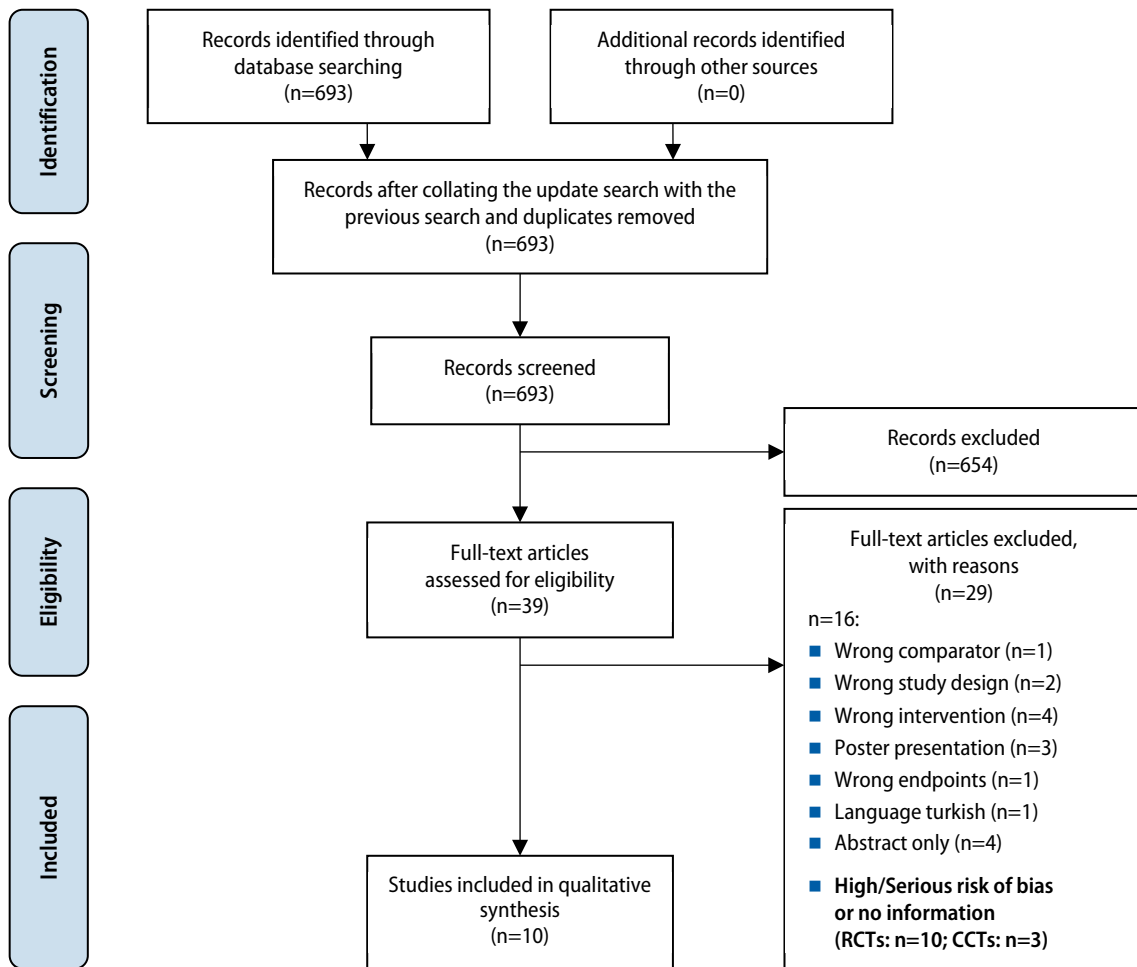 Identification
Records identified through
database searching
(n=693)
Additional records identified
through other sources
(n=0)
Records after collating the update search with the
previous search and duplicates removed
(n=693)
Screening
Records screened
(n=693)
Records excluded
(n=654)
Eligibility
Full-text articles
assessed for eligibility
(n=39)
Full-text articles excluded,
with reasons
(n=29)
n=16:
Wrong comparator (n=1)
Wrong study design (n=2)
Wrong intervention (n=4)
Poster presentation (n=3)
Wrong endpoints (n=1)
Language turkish (n=1)
Abstract only (n=4)
High/Serious risk of bias
or no information
(RCTs: n=10; CCTs: n=3)
Included
Studies included in qualitative
synthesis
(n=10)